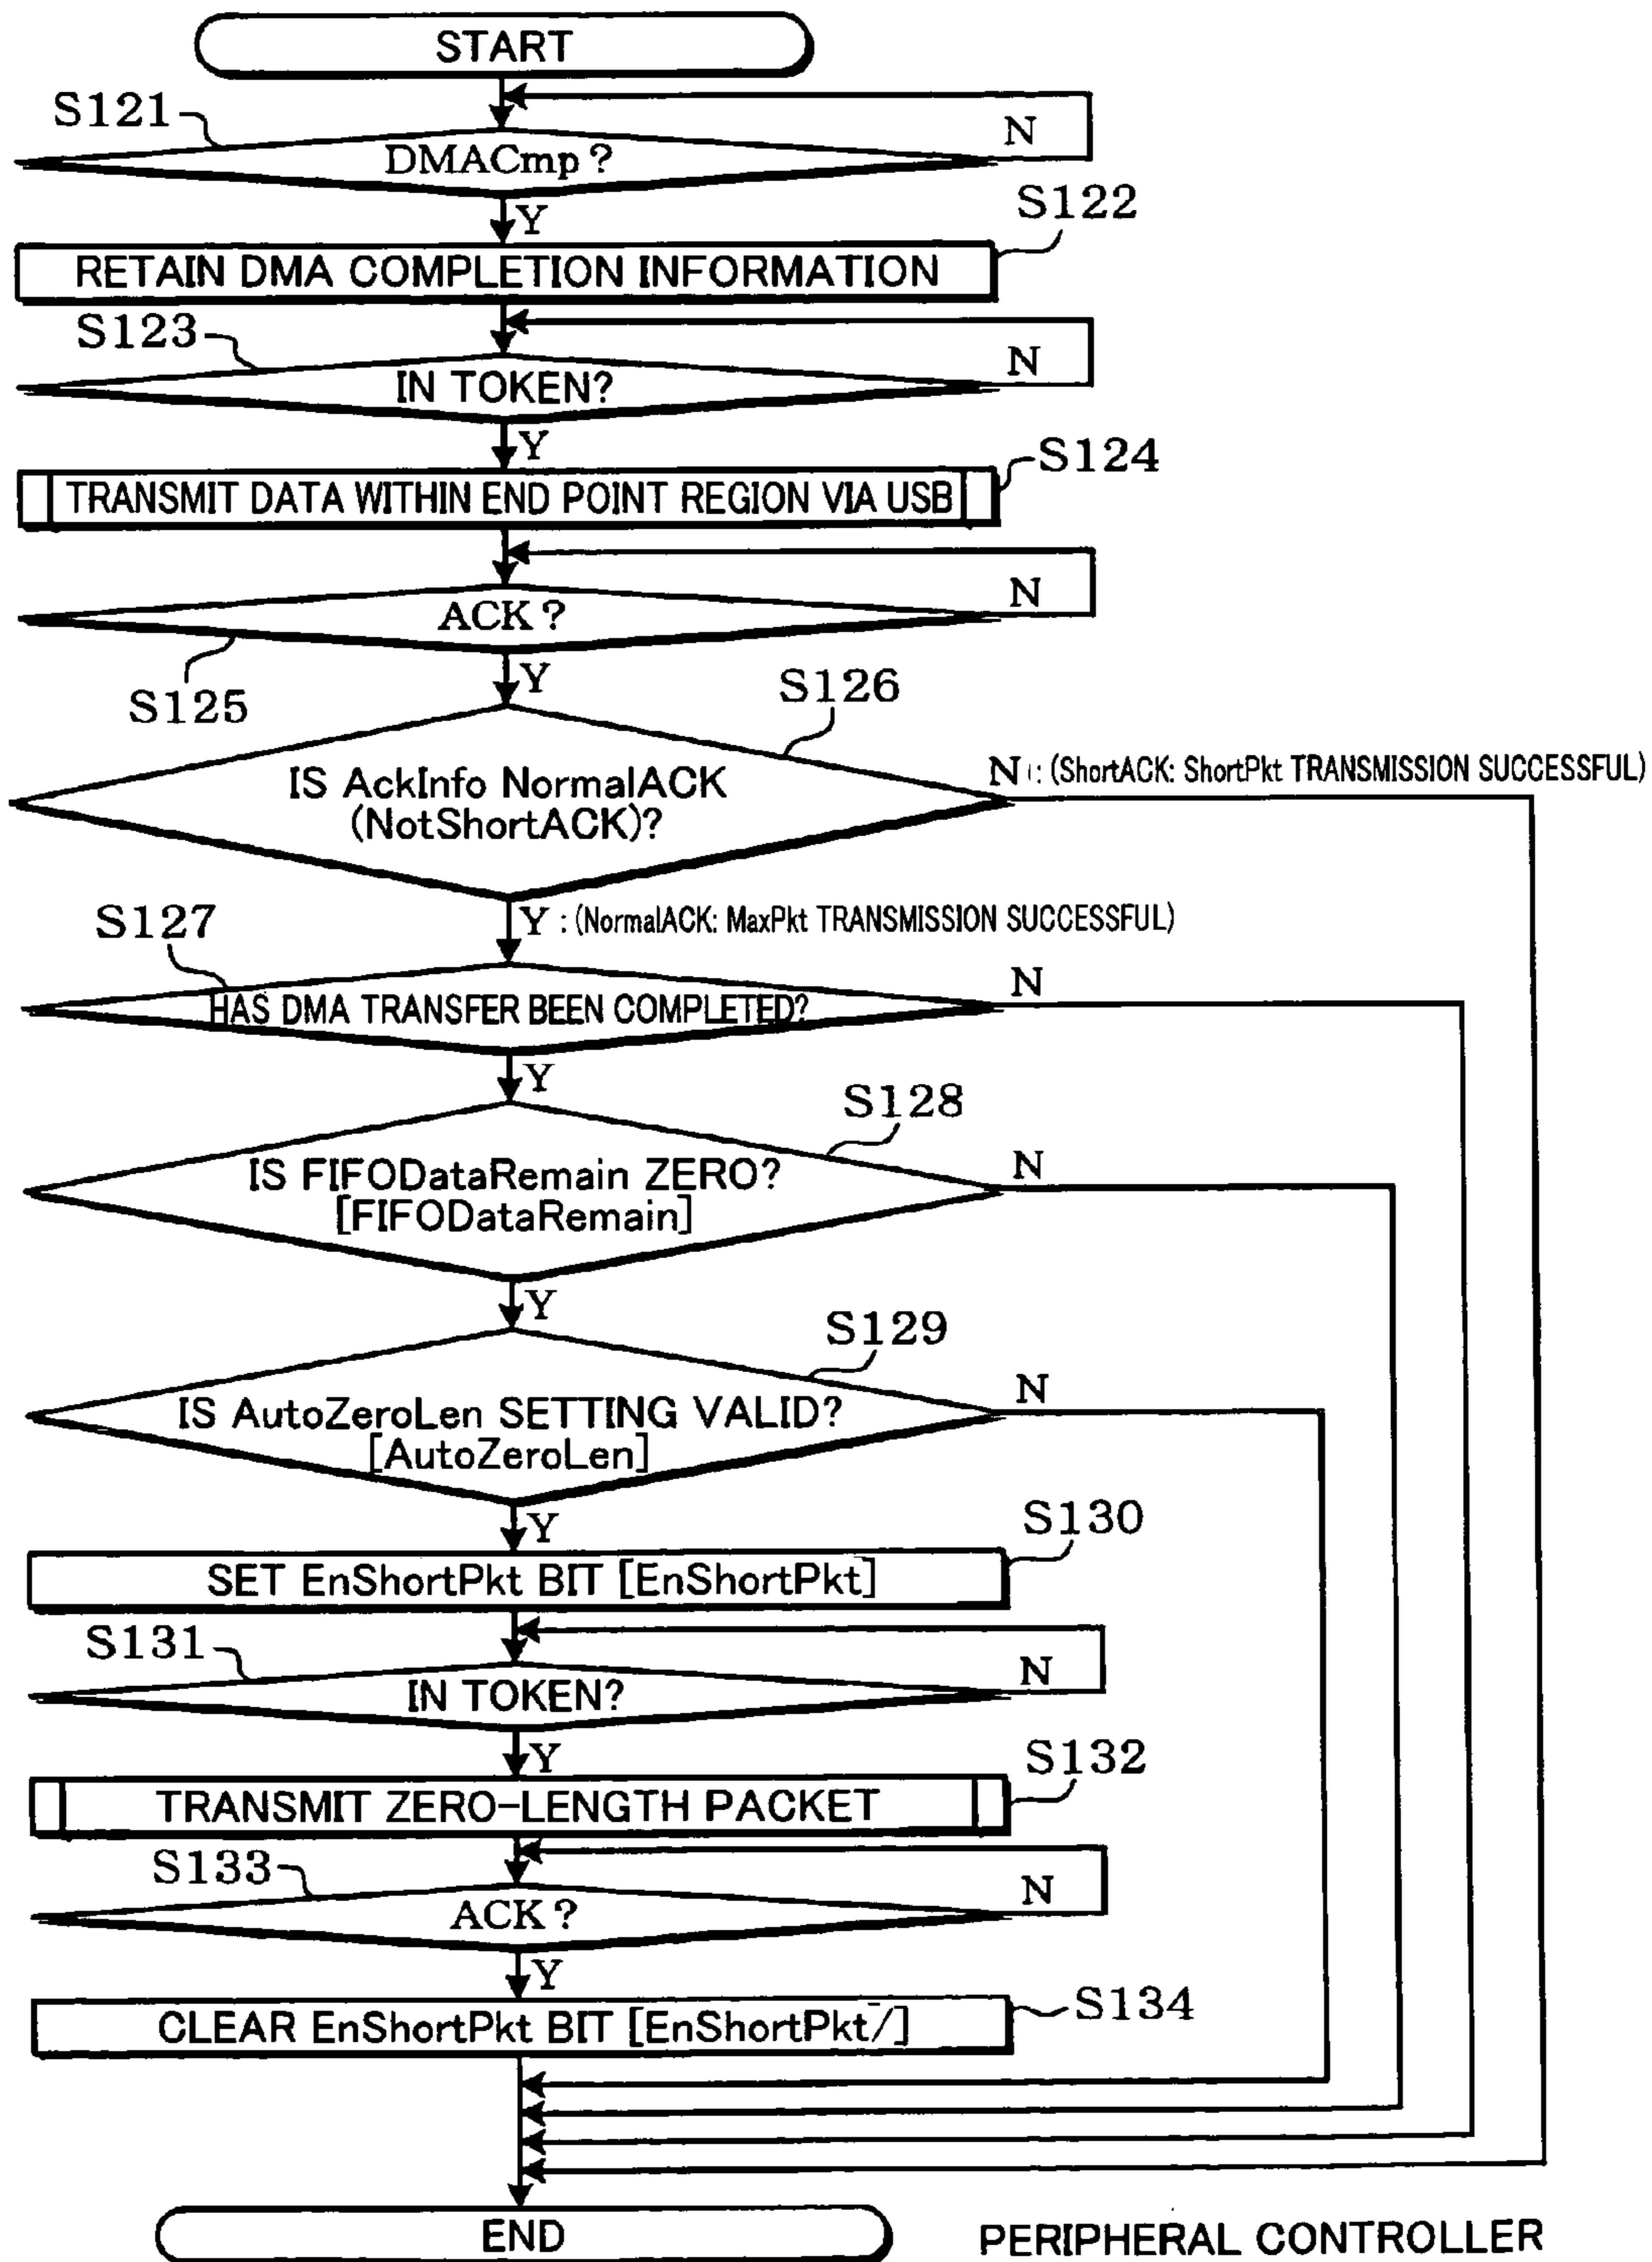 START
S121
DMACmp ?
N
Y
S122
RETAIN DMA COMPLETION INFORMATION
S123
IN TOKEN?
N
Y
S124
TRANSMIT DATA WITHIN END POINT REGION VIA USB
ACK ?
N
S125
Y
S126
IS AckInfo NormalACK
(NotShortACK)?
N : (ShortACK: ShortPkt TRANSMISSION SUCCESSFUL)
Y : (NormalACK: MaxPkt TRANSMISSION SUCCESSFUL)
S127
HAS DMA TRANSFER BEEN COMPLETED?
N
Y
S128
IS FIFODataRemain ZERO?
[FIFODataRemain]
N
Y
S129
IS AutoZeroLen SETTING VALID?
[AutoZeroLen]
N
Y
S130
SET EnShortPkt BIT [EnShortPkt]
S131
IN TOKEN?
N
Y
S132
TRANSMIT ZERO-LENGTH PACKET
S133
ACK ?
N
Y
S134
CLEAR EnShortPkt BIT [EnShortPkt/]
END
PERIPHERAL CONTROLLER